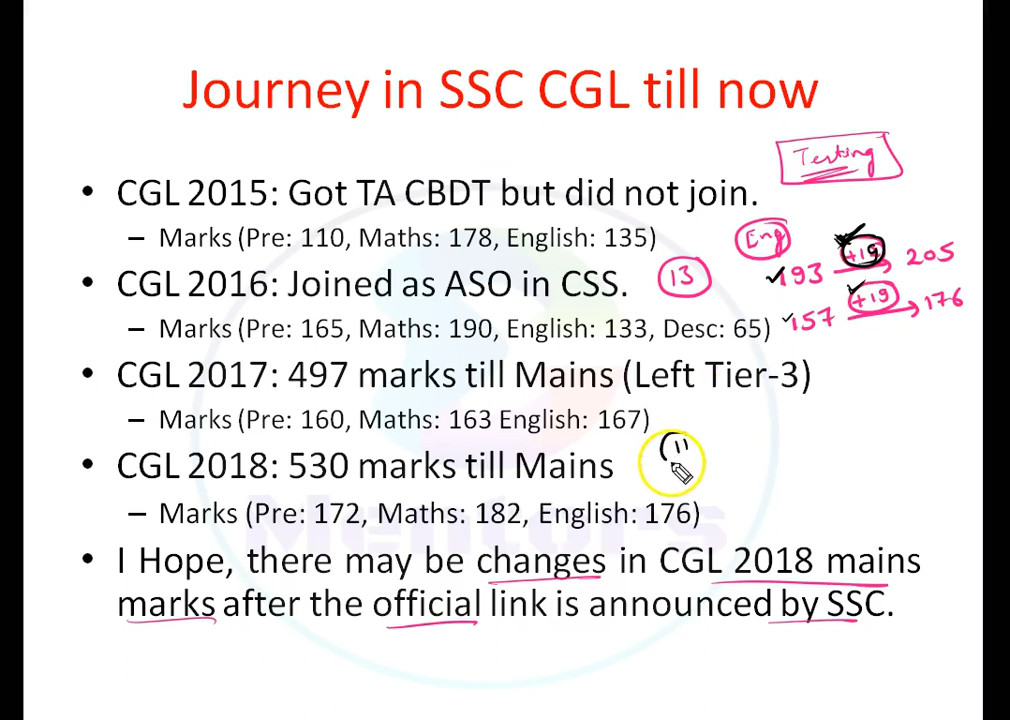 Journey in SSC CGL till now
Testing
• CGL 2015: Got TA CBDT but did not join.
– Marks (Pre: 110, Maths: 178, English: 135)
Eng
• CGL 2016: Joined as ASO in CSS.
13
193
205
– Marks (Pre: 165, Maths: 190, English: 133, Desc: 65)
157 +19 176
• CGL 2017: 497 marks till Mains (Left Tier-3)
– Marks (Pre: 160, Maths: 163 English: 167)
• CGL 2018: 530 marks till Mains
11
– Marks (Pre: 172, Maths: 182, English: 176)
Mentors
• I Hope, there may be changes in CGL 2018 mains
marks after the official link is announced by SSC.